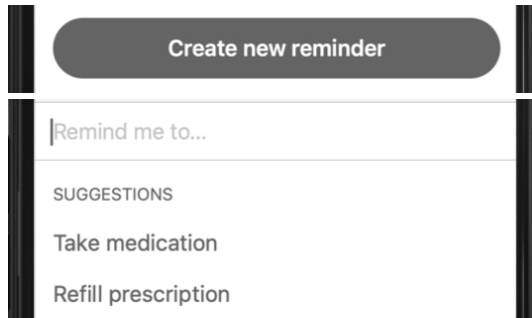 Create new reminder
Remind me to...
SUGGESTIONS
Take medication
Refill prescription